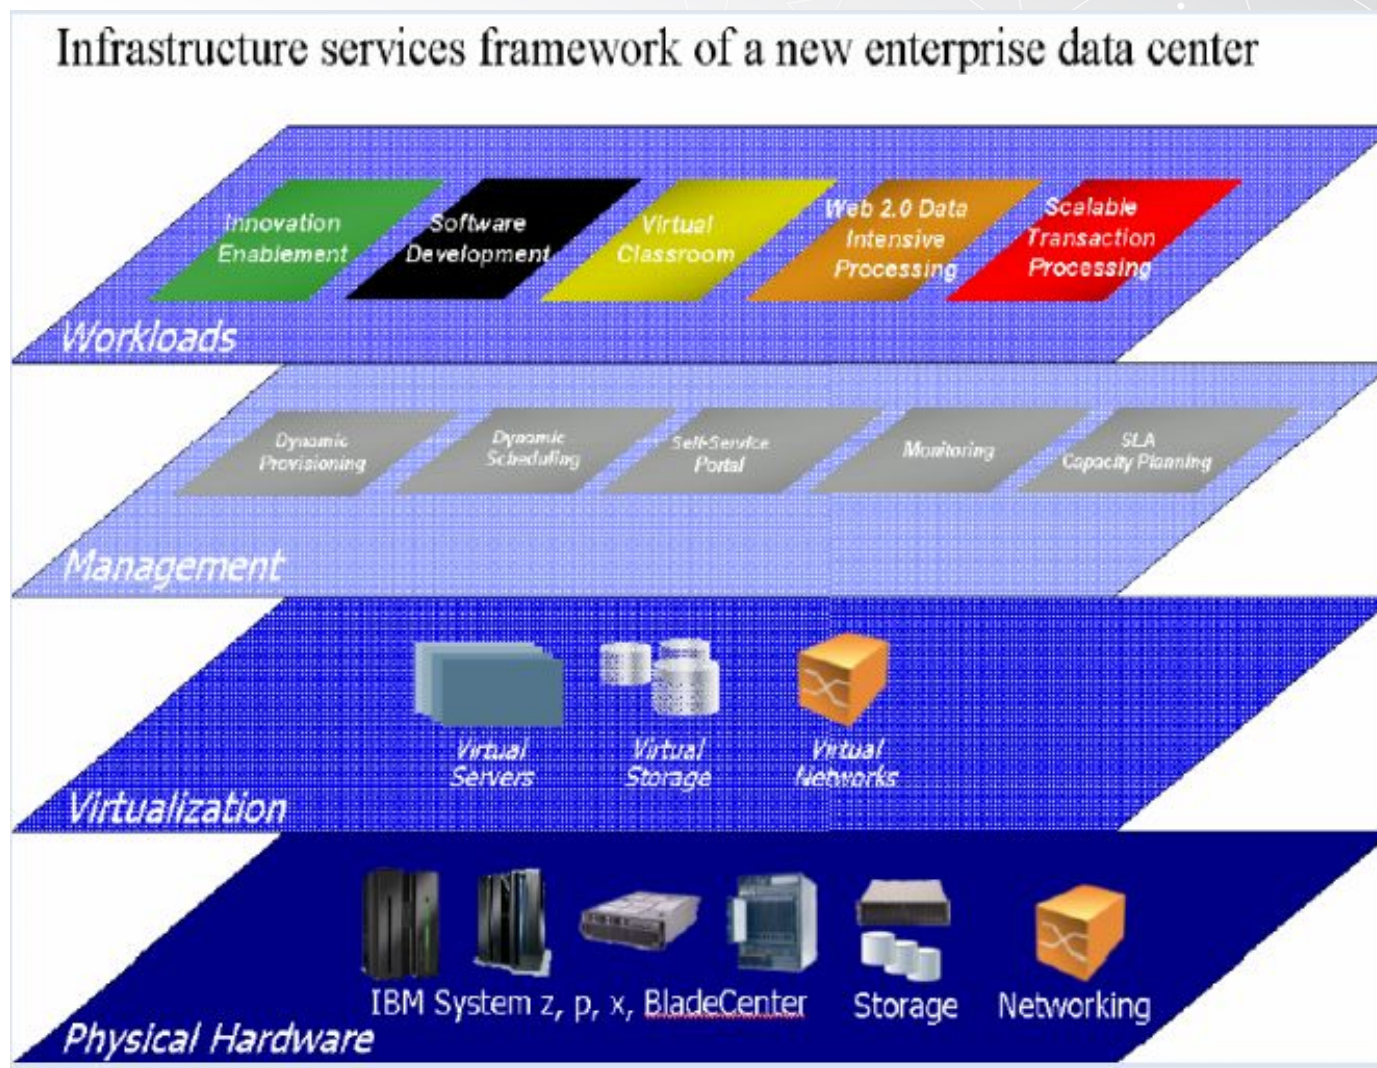 Infrastructure services framework of a new enterprise data center
Innovation
Enablement
Software
Development
Virtual
Classroom
Web 2.0 Data
Intensive
Processing
Scalable
Transaction
Processing
Workloads
Dynamic
Provisioning
Dynamic
Scheduling
Self-Service
Portal
Monitoring
SLA
Capacity Planning
Management
Virtual
Servers
Virtual
Storage
Virtual
Networks
Virtualization
IBM System z, p, x, BladeCenter
Storage
Networking
Physical Hardware